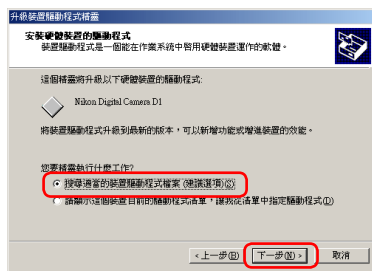 升級裝置驅動程式精靈
安裝硬體裝置的驅動程式
裝置驅動程式是一個能在作業系統中啓用硬體裝置運作的軟體。
這個精靈將升級以下硬體裝置的驅動程式:
Nikon Digital Camera D1
將裝置驅動程式升級到最新的版本，可以新增功能或增進裝置的效能。
您要精靈執行什麼工作?
搜尋適當的裝置驅動程式檔案 (建議選項)(S)
請顯示這個裝置目前的驅動程式清單，讓我從清單中指定驅動程式(D)
<上一步(B) 下一步(N)> 取消